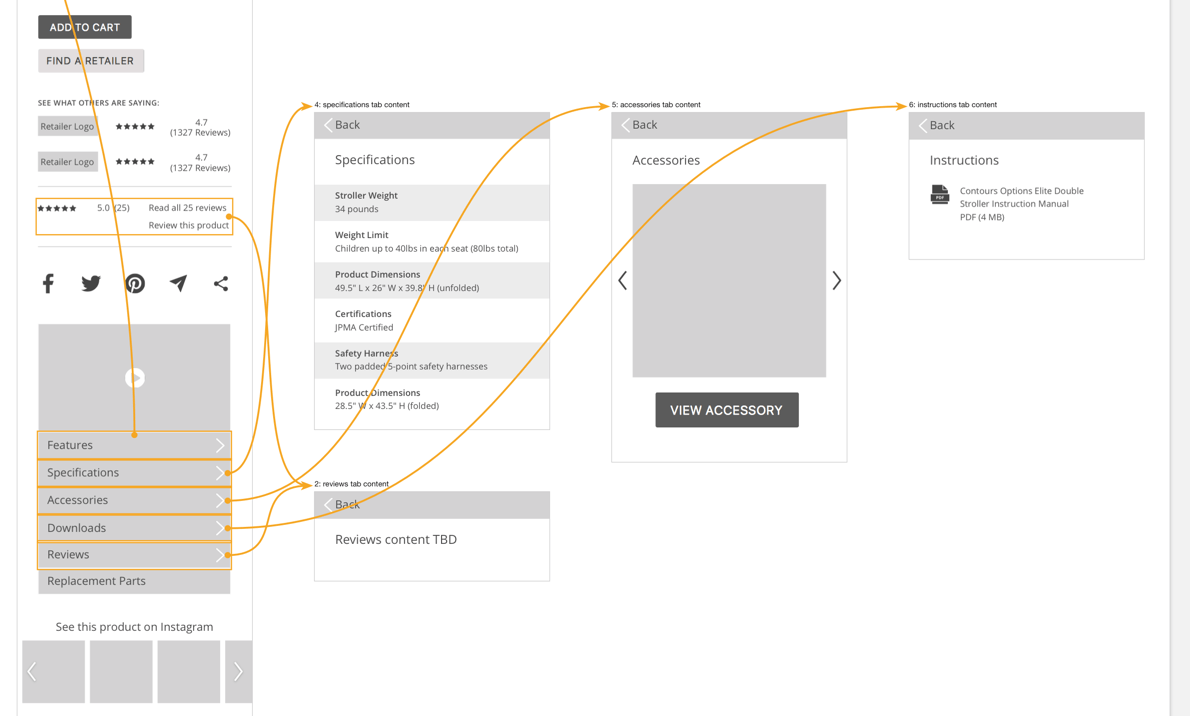 ADD TO CART
FIND A RETAILER
SEE WHAT OTHERS ARE SAYING:
Retailer Logo
4.7
(1327 Reviews)
Retailer Logo
4.7
(1327 Reviews)
5.0 (25)
Read all 25 reviews
Review this product
Features
Specifications
Accessories
Downloads
Reviews
Replacement Parts
See this product on Instagram
4: specifications tab content
Back
Specifications
Stroller Weight
34 pounds
Weight Limit
Children up to 40lbs in each seat (80lbs total)
Product Dimensions
49.5" L x 26" W x 39.8" H (unfolded)
Certifications
JPMA Certified
Safety Harness
Two padded 5-point safety harnesses
Product Dimensions
28.5" W x 43.5" H (folded)
2: reviews tab content
Back
Reviews content TBD
5: accessories tab content
Back
Accessories
VIEW ACCESSORY
6: instructions tab content
Back
Instructions
PDF
Contours Options Elite Double
Stroller Instruction Manual
PDF (4 MB)